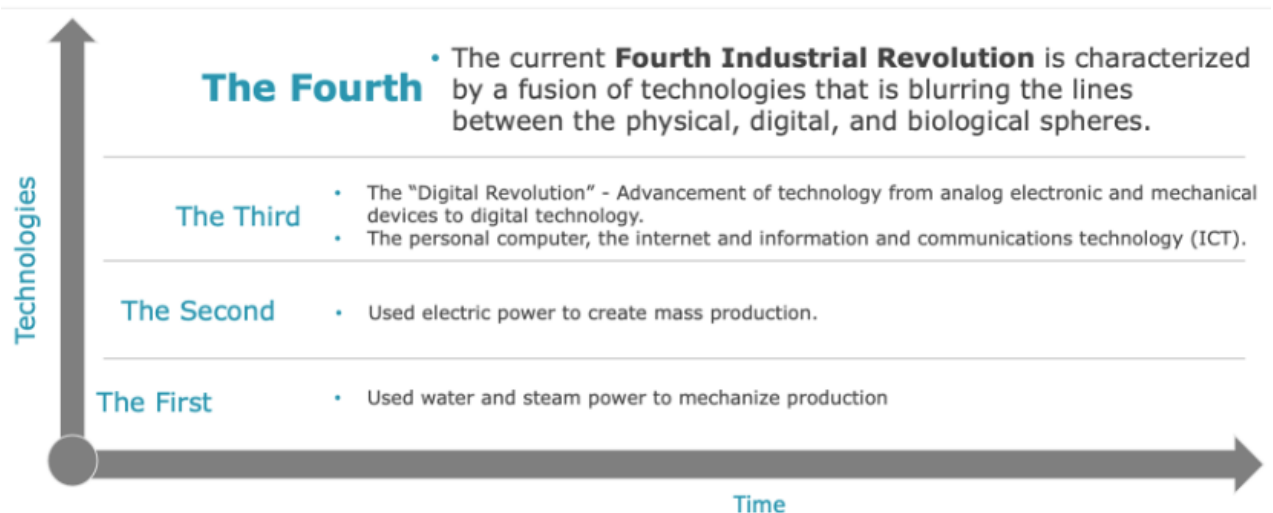 The Fourth
• The current Fourth Industrial Revolution is characterized
by a fusion of technologies that is blurring the lines
between the physical, digital, and biological spheres.
The Third
• The “Digital Revolution” - Advancement of technology from analog electronic and mechanical
devices to digital technology.
• The personal computer, the internet and information and communications technology (ICT).
The Second
• Used electric power to create mass production.
The First
• Used water and steam power to mechanize production
Technologies
Time